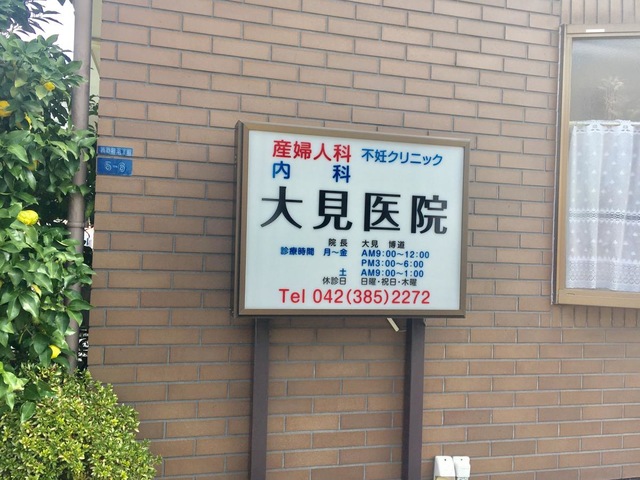 産婦人科 不妊クリニック
内 科
大見医院
院長 大見 博道
診療時間 月〜金 AM9:00〜12:00
PM3:00〜6:00
土 AM9:00〜1:00
休診日 日曜・祝日・木曜
Tel 042(385)2272
5-6